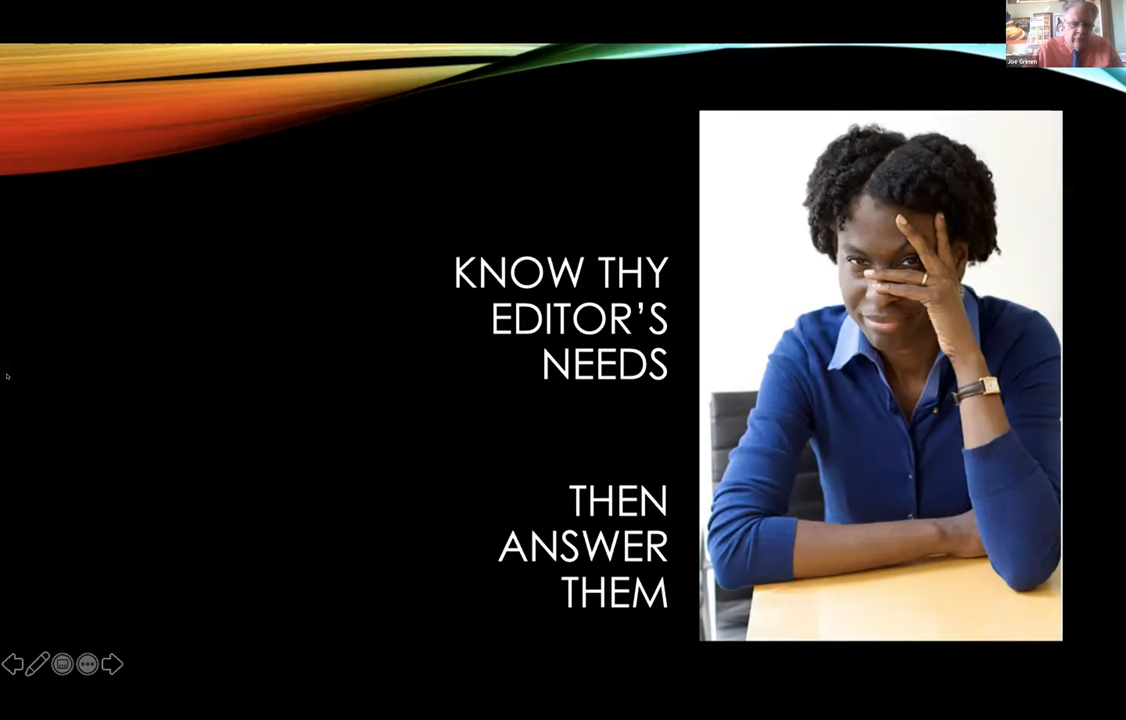 Joe Grimm
KNOW THY
EDITOR’S
NEEDS
THEN
ANSWER
THEM